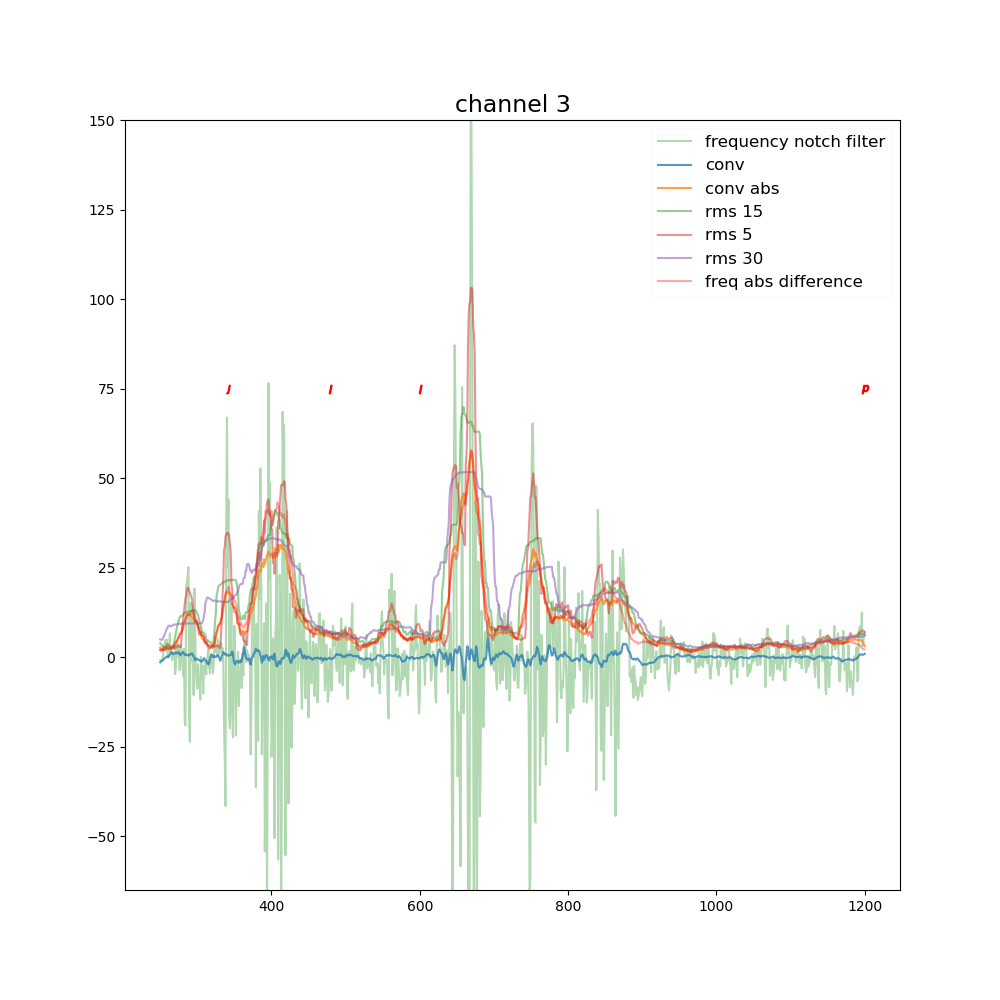 channel 3
150
frequency notch filter
conv
conv abs
rms 15
rms 5
rms 30
freq abs difference
125
100
75
J l l p
50
25
0
−25
−50
400 600 800 1000 1200